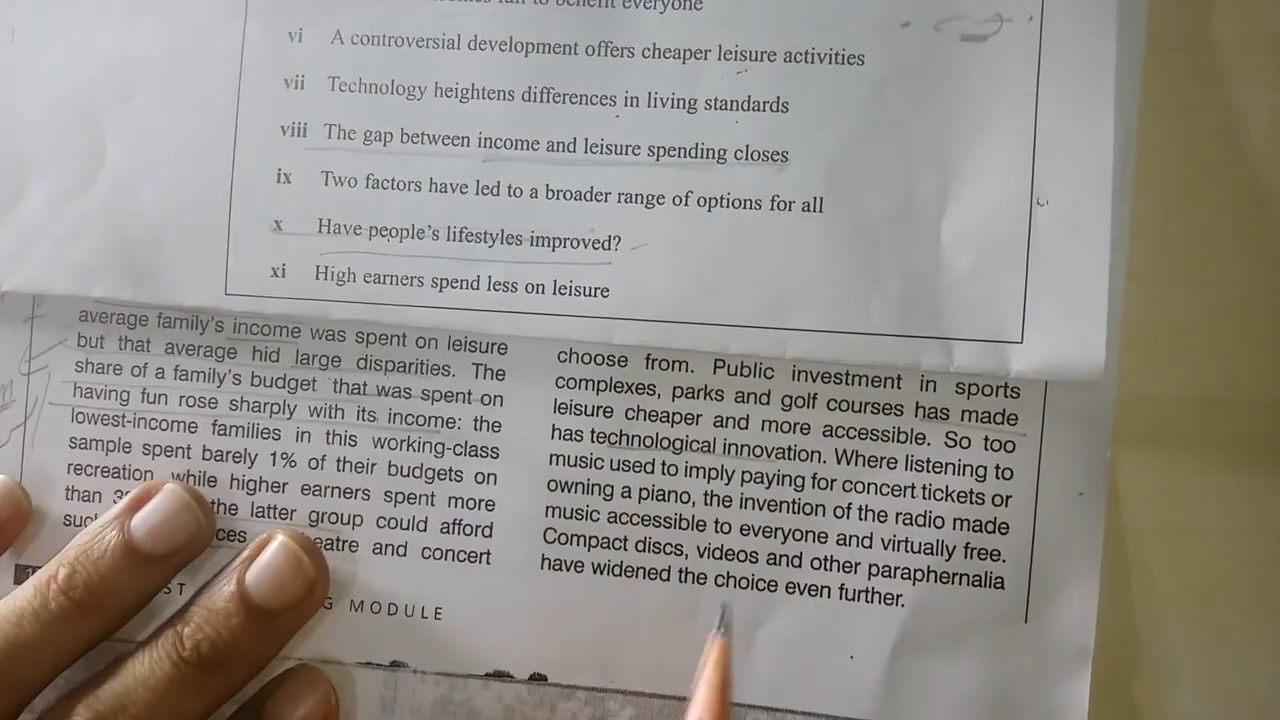 benefit everyone
vi A controversial development offers cheaper leisure activities
vii Technology heightens differences in living standards
viii The gap between income and leisure spending closes
ix Two factors have led to a broader range of options for all
x Have people's lifestyles improved?
xi High earners spend less on leisure
average family's income was spent on leisure
but that average hid large disparities. The
share of a family's budget that was spent on
having fun rose sharply with its income: the
lowest-income families in this working-class
sample spent barely 1% of their budgets on
recreation, while higher earners spent more
than the latter group could afford
eatre and concert
choose from. Public investment in sports
complexes, parks and golf courses has made
leisure cheaper and more accessible. So too
has technological innovation. Where listening to
music used to imply paying for concert tickets or
owning a piano, the invention of the radio made
music accessible to everyone and virtually free.
Compact discs, videos and other paraphernalia
have widened the choice even further.
MODULE